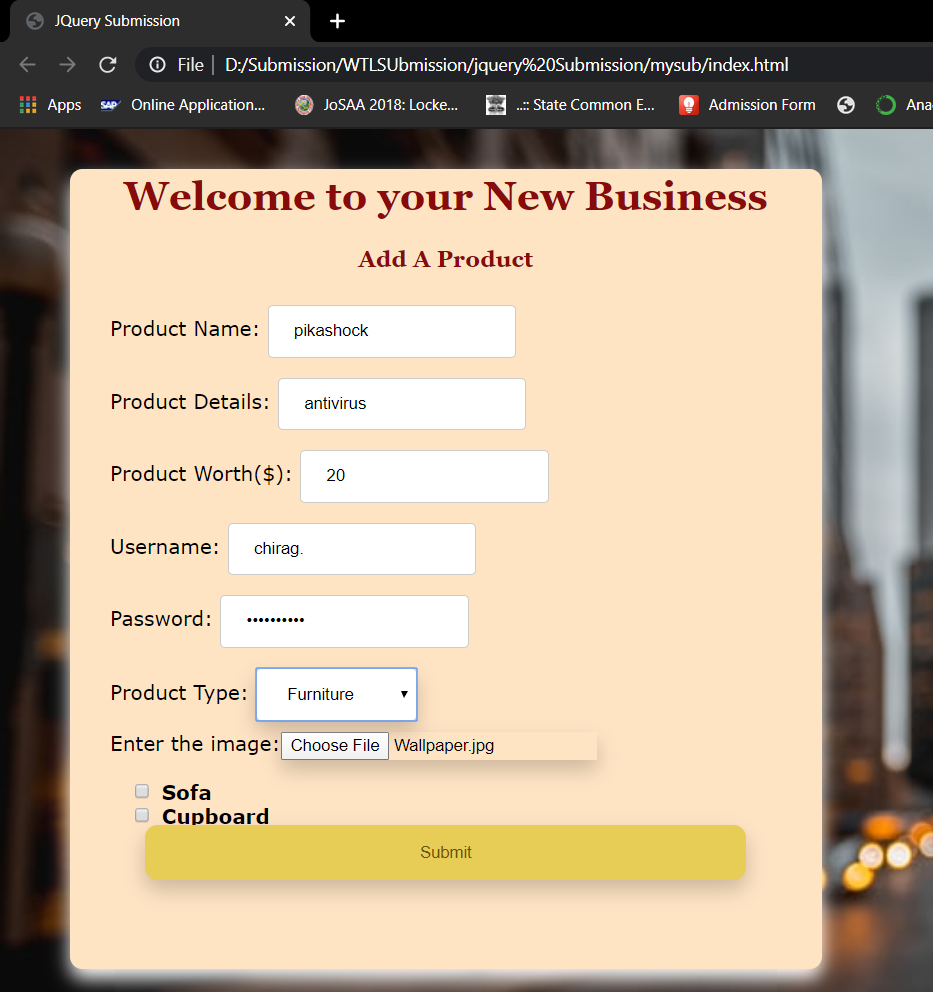 JQuery Submission
File
D:/Submission/WTLSUbmission/jquery%20Submission/mysub/index.html
Apps
SAP
Online Application...
JoSAA 2018: Locke...
..:: State Common E...
Admission Form
Ana
Welcome to your New Business
Add A Product
Product Name: pikashock
Product Details: antivirus
Product Worth($): 20
Username: chirag.
Password: ••••••••••
Product Type: Furniture
Enter the image: Choose File Wallpaper.jpg
Sofa
Cupboard
Submit